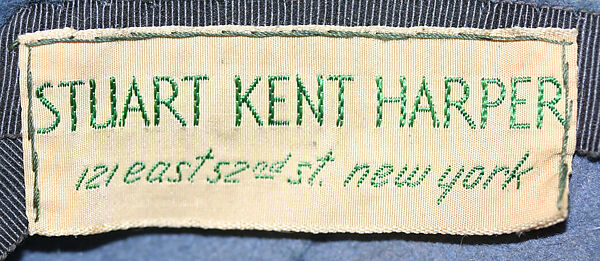 STUART KENT HARPER
121 east 52nd st. new york